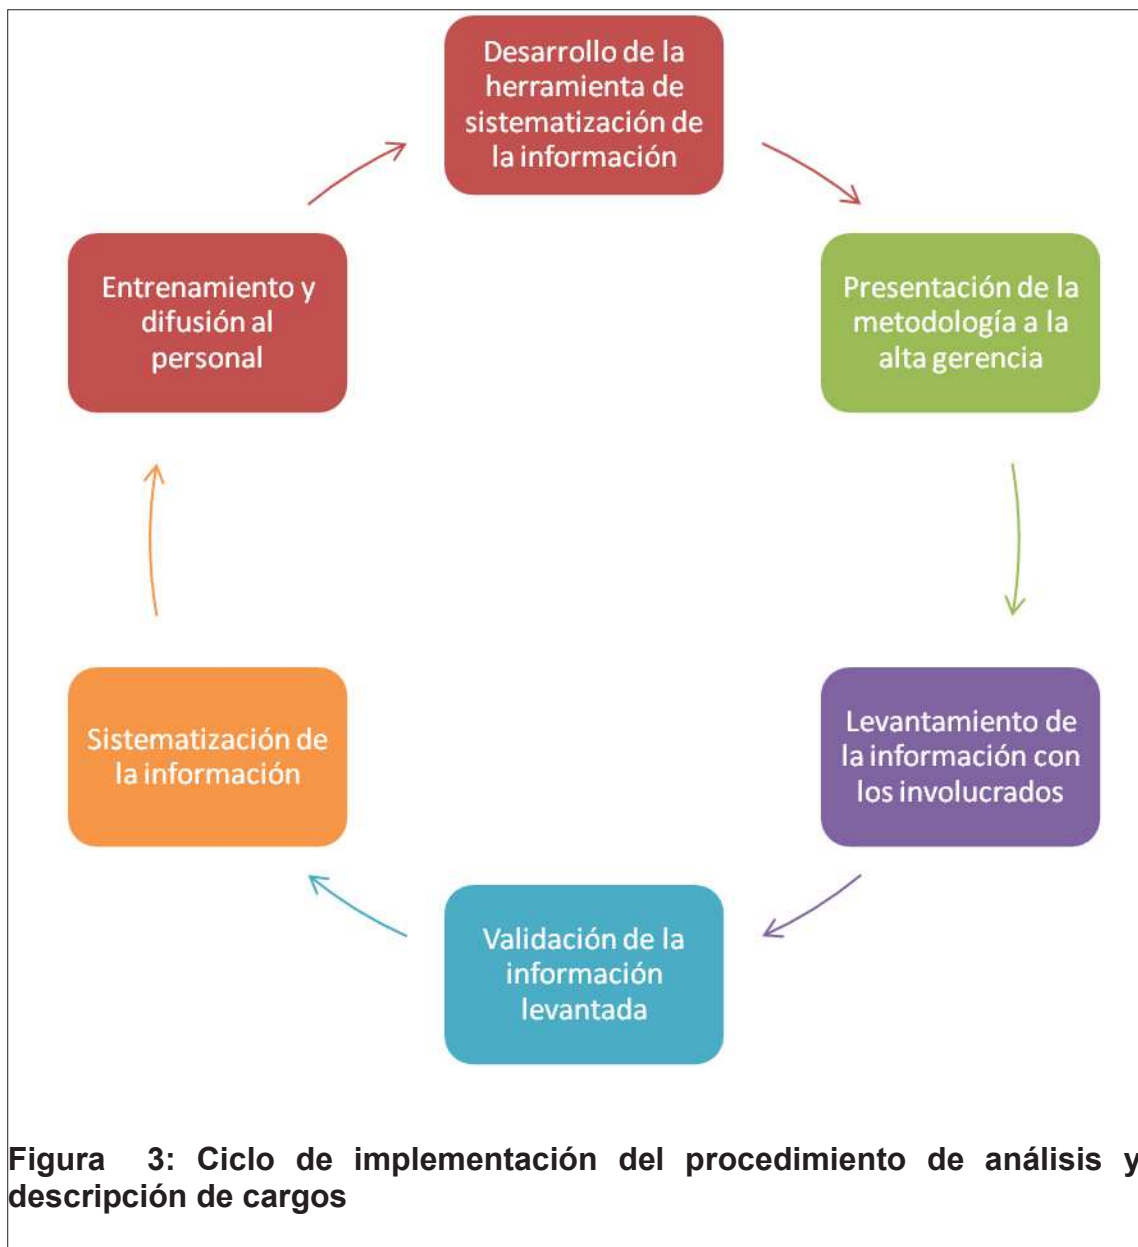 Desarrollo de la
herramienta de
sistematización de
la información
Presentación de la
metodología a la
alta gerencia
Levantamiento de
la información con
los involucrados
Validación de la
información
levantada
Sistematización de
la información
Entrenamiento y
difusión al
personal
Figura 3: Ciclo de implementación del procedimiento de análisis y
descripción de cargos